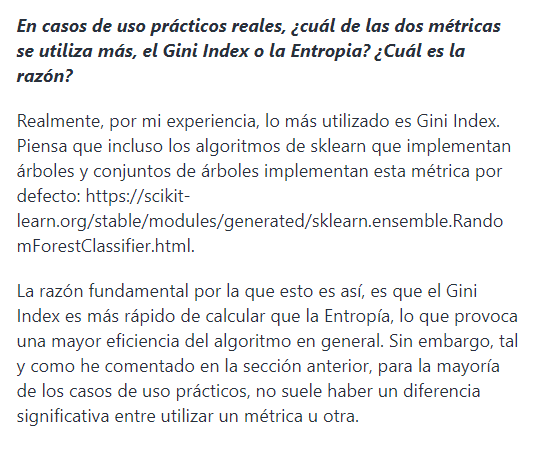 En casos de uso prácticos reales, ¿cuál de las dos métricas
se utiliza más, el Gini Index o la Entropia? ¿Cuál es la
razón?
Realmente, por mi experiencia, lo más utilizado es Gini Index.
Piensa que incluso los algoritmos de sklearn que implementan
árboles y conjuntos de árboles implementan esta métrica por
defecto: https://scikit-
learn.org/stable/modules/generated/sklearn.ensemble.Rando
mForestClassifier.html.
La razón fundamental por la que esto es así, es que el Gini
Index es más rápido de calcular que la Entropía, lo que provoca
una mayor eficiencia del algoritmo en general. Sin embargo, tal
y como he comentado en la sección anterior, para la mayoría
de los casos de uso prácticos, no suele haber un diferencia
significativa entre utilizar un métrica u otra.